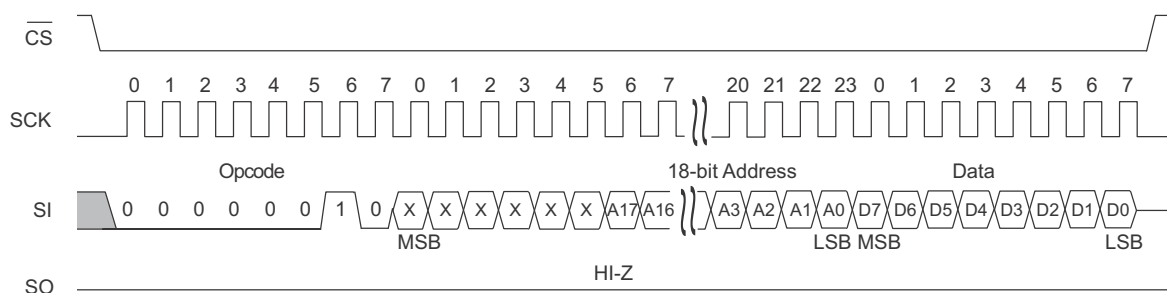 CS
0 1 2 3 4 5 6 7 0 1 2 3 4 5 6 7 20 21 22 23 0 1 2 3 4 5 6 7
SCK
Opcode 18-bit Address Data
SI 0 0 0 0 0 0 1 0 X X X X X X A17 A16 A3 A2 A1 A0 D7 D6 D5 D4 D3 D2 D1 D0
MSB LSB MSB LSB
HI-Z
SO